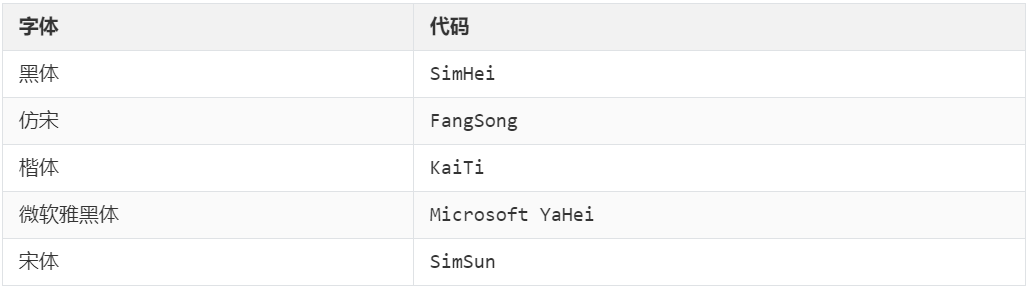 字体 代码
黑体 SimHei
仿宋 FangSong
楷体 KaiTi
微软雅黑体 Microsoft YaHei
宋体 SimSun